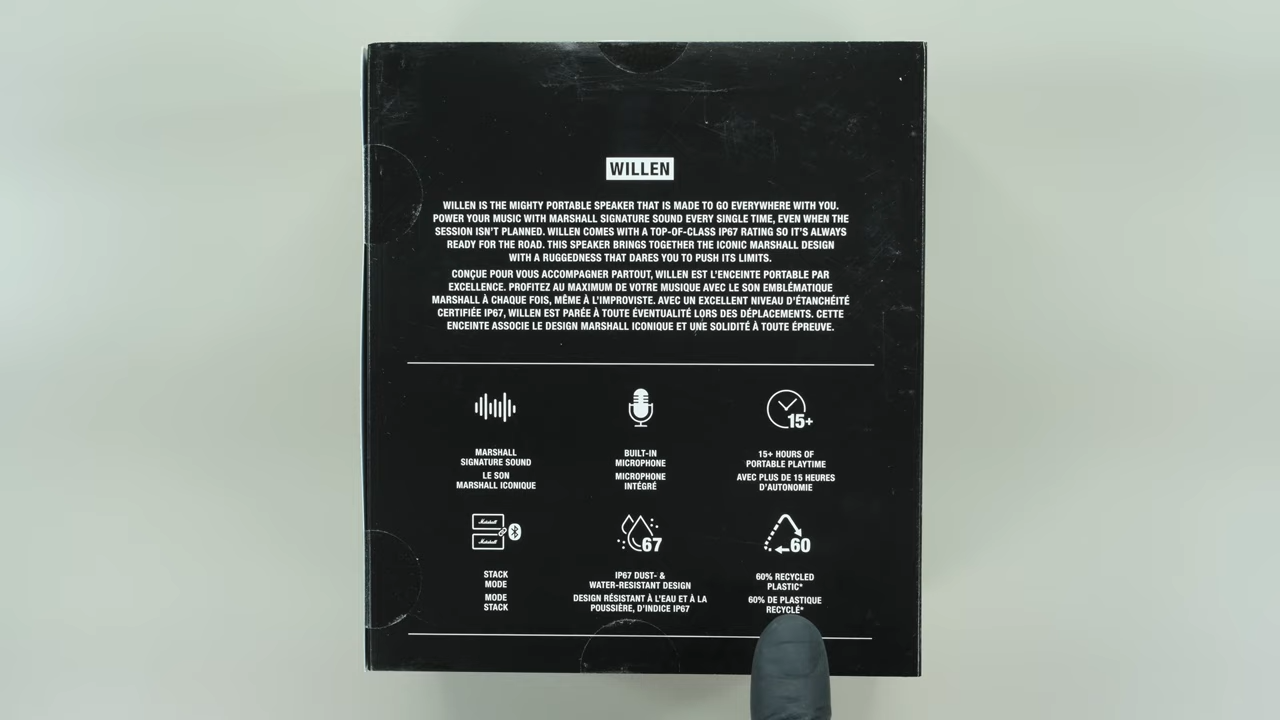 WILLEN
WILLEN IS THE MIGHTY PORTABLE SPEAKER THAT IS MADE TO GO EVERYWHERE WITH YOU.
POWER YOUR MUSIC WITH MARSHALL SIGNATURE SOUND EVERY SINGLE TIME, EVEN WHEN THE
SESSION ISN'T PLANNED. WILLEN COMES WITH A TOP-OF-CLASS IP67 RATING SO IT'S ALWAYS
READY FOR THE ROAD. THIS SPEAKER BRINGS TOGETHER THE ICONIC MARSHALL DESIGN
WITH A RUGGEDNESS THAT DARES YOU TO PUSH ITS LIMITS.
CONÇUE POUR VOUS ACCOMPAGNER PARTOUT, WILLEN EST L'ENCEINTE PORTABLE PAR
EXCELLENCE. PROFITEZ AU MAXIMUM DE VOTRE MUSIQUE AVEC LE SON EMBLÉMATIQUE
MARSHALL À CHAQUE FOIS, MÊME À L'IMPROVISTE. AVEC UN EXCELLENT NIVEAU D'ÉTANCHÉITÉ
CERTIFIÉE IP67, WILLEN EST PARÉE À TOUTE ÉVENTUALITÉ LORS DES DÉPLACEMENTS. CETTE
ENCEINTE ASSOCIE LE DESIGN MARSHALL ICONIQUE ET UNE SOLIDITÉ À TOUTE ÉPREUVE.
15+
MARSHALL
SIGNATURE SOUND
LE SON
MARSHALL ICONIQUE
BUILT-IN
MICROPHONE
MICROPHONE
INTÉGRÉ
15+ HOURS OF
PORTABLE PLAYTIME
AVEC PLUS DE 15 HEURES
D'AUTONOMIE
Marshall
Marshall
67
60
STACK
MODE
MODE
STACK
IP67 DUST- &
WATER-RESISTANT DESIGN
DESIGN RÉSISTANT À L'EAU ET À LA
POUSSIÈRE, D'INDICE IP67
60% RECYCLED
PLASTIC*
60% DE PLASTIQUE
RECYCLÉ*